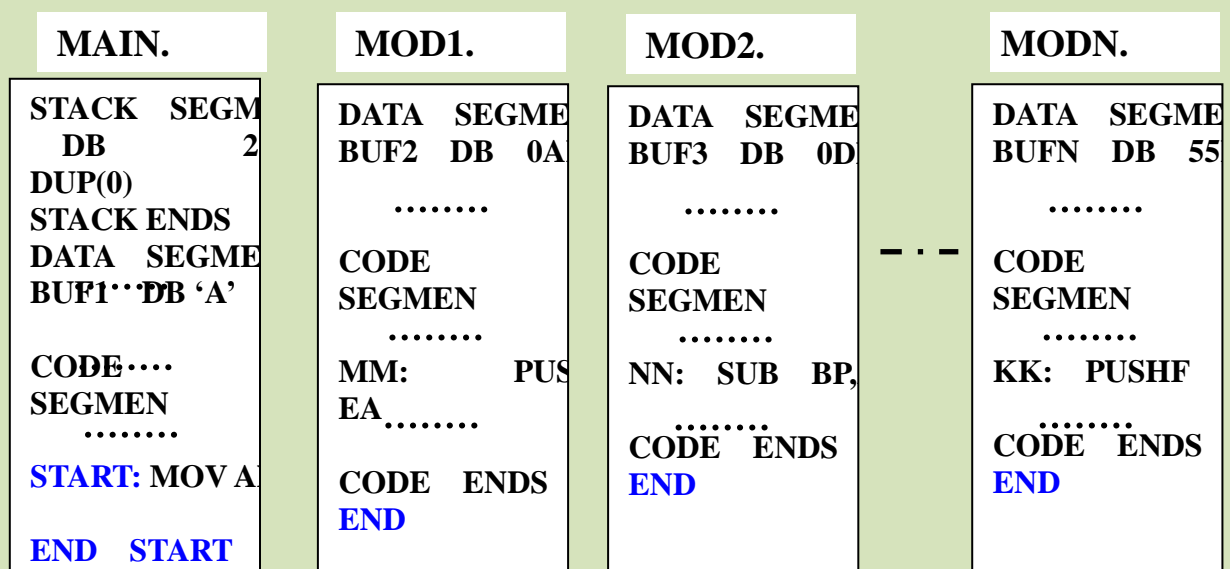 MAIN.
STACK SEGM
DB 2
DUP(0)
STACK ENDS
DATA SEGME
BUF1 DB ‘A’
........
CODE
........
SEGMEN
........
START: MOV A
END START
MOD1.
DATA SEGME
BUF2 DB 0A
........
CODE
SEGMEN
........
MM: PUS
EA
........
CODE ENDS
END
MOD2.
DATA SEGME
BUF3 DB 0D
........
CODE
SEGMEN
........
NN: SUB BP,
........
CODE ENDS
END
MODN.
DATA SEGME
BUFN DB 55
........
CODE
SEGMEN
........
KK: PUSHF
........
CODE ENDS
END